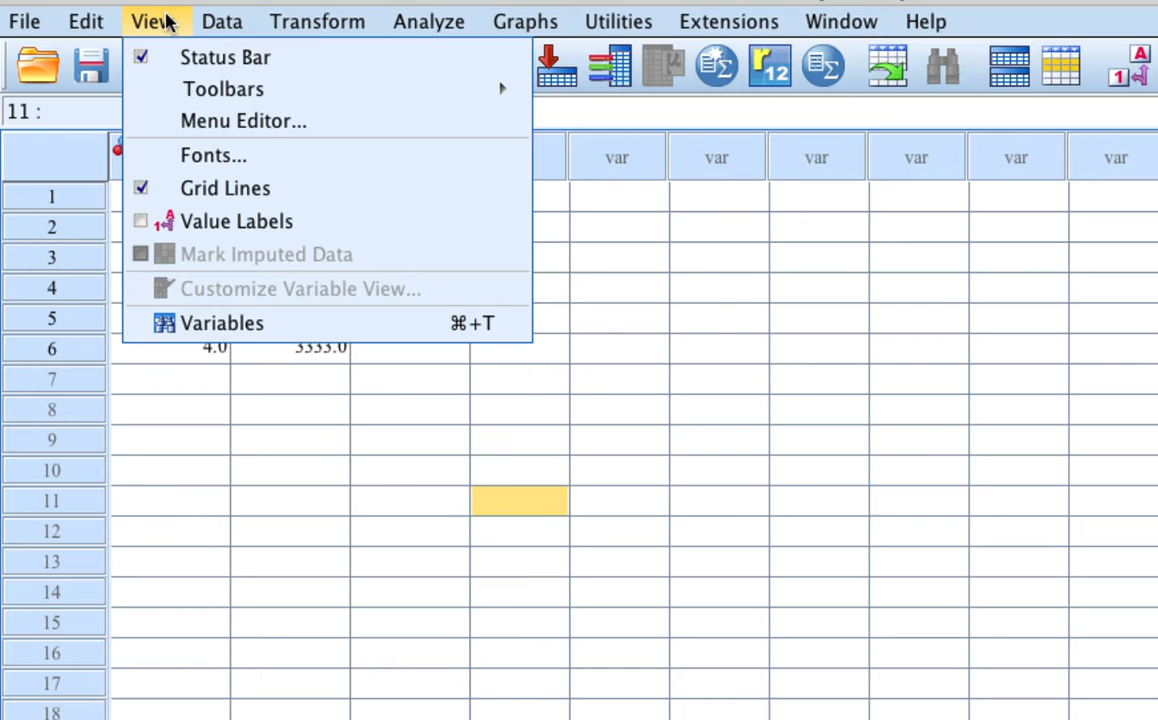 File Edit View Data Transform Analyze Graphs Utilities Extensions Window Help
12
A
1
11 :
Status Bar
Toolbars
Menu Editor...
Fonts...
Grid Lines
Value Labels
Mark Imputed Data
Customize Variable View...
Variables ⌘+T
var var var var var var
1
2
3
4
5
6 4.0 3333.0
7
8
9
10
11
12
13
14
15
16
17
18